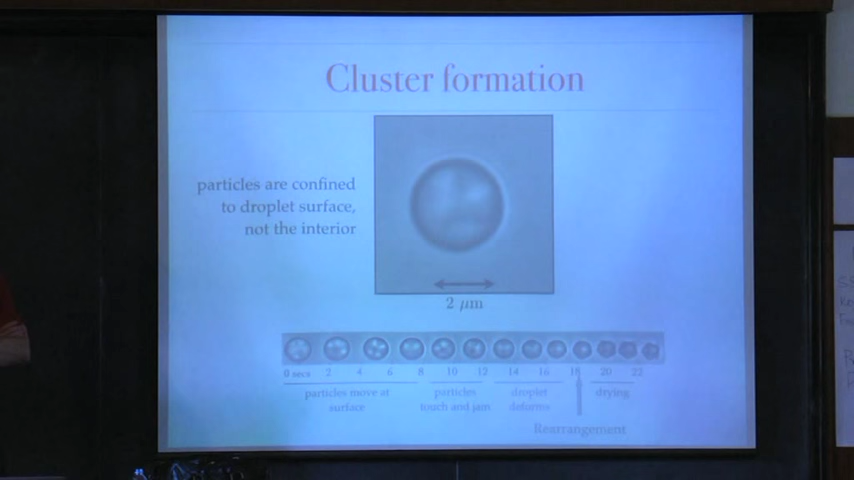 Cluster formation
particles are confined
to droplet surface,
not the interior
2 μm
0 secs 2 4 6 8 10 12 14 16 18 20 22
particles move at
surface
particles
touch and jam
droplet
deforms
drying
Rearrangement